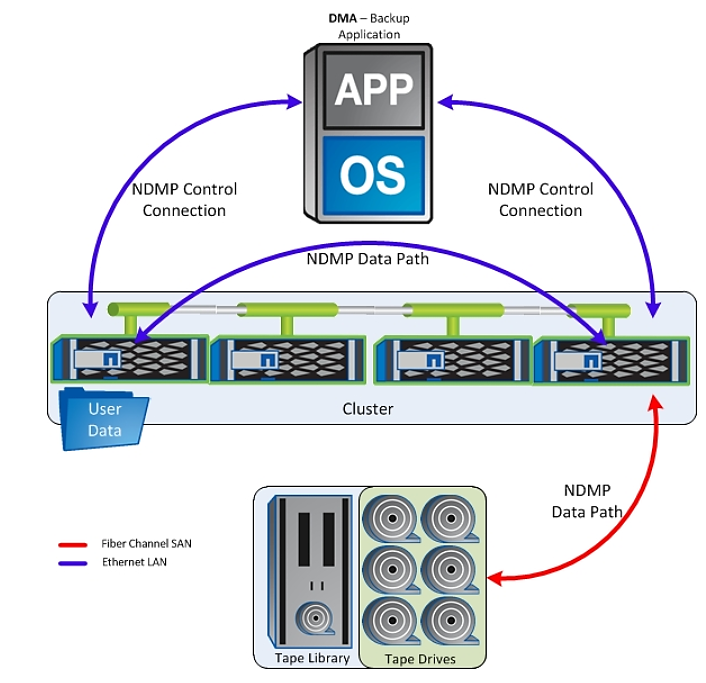 DMA – Backup
Application
APP
OS
NDMP Control
Connection
NDMP Control
Connection
NDMP Data Path
User
Data
Cluster
NDMP
Data Path
Fiber Channel SAN
Ethernet LAN
Tape Library
Tape Drives